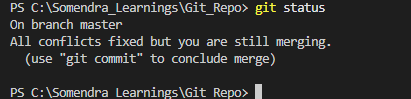 PS C:\Somendra_Learnings\Git_Repo> git status
On branch master
All conflicts fixed but you are still merging.
  (use "git commit" to conclude merge)
PS C:\Somendra_Learnings\Git_Repo>